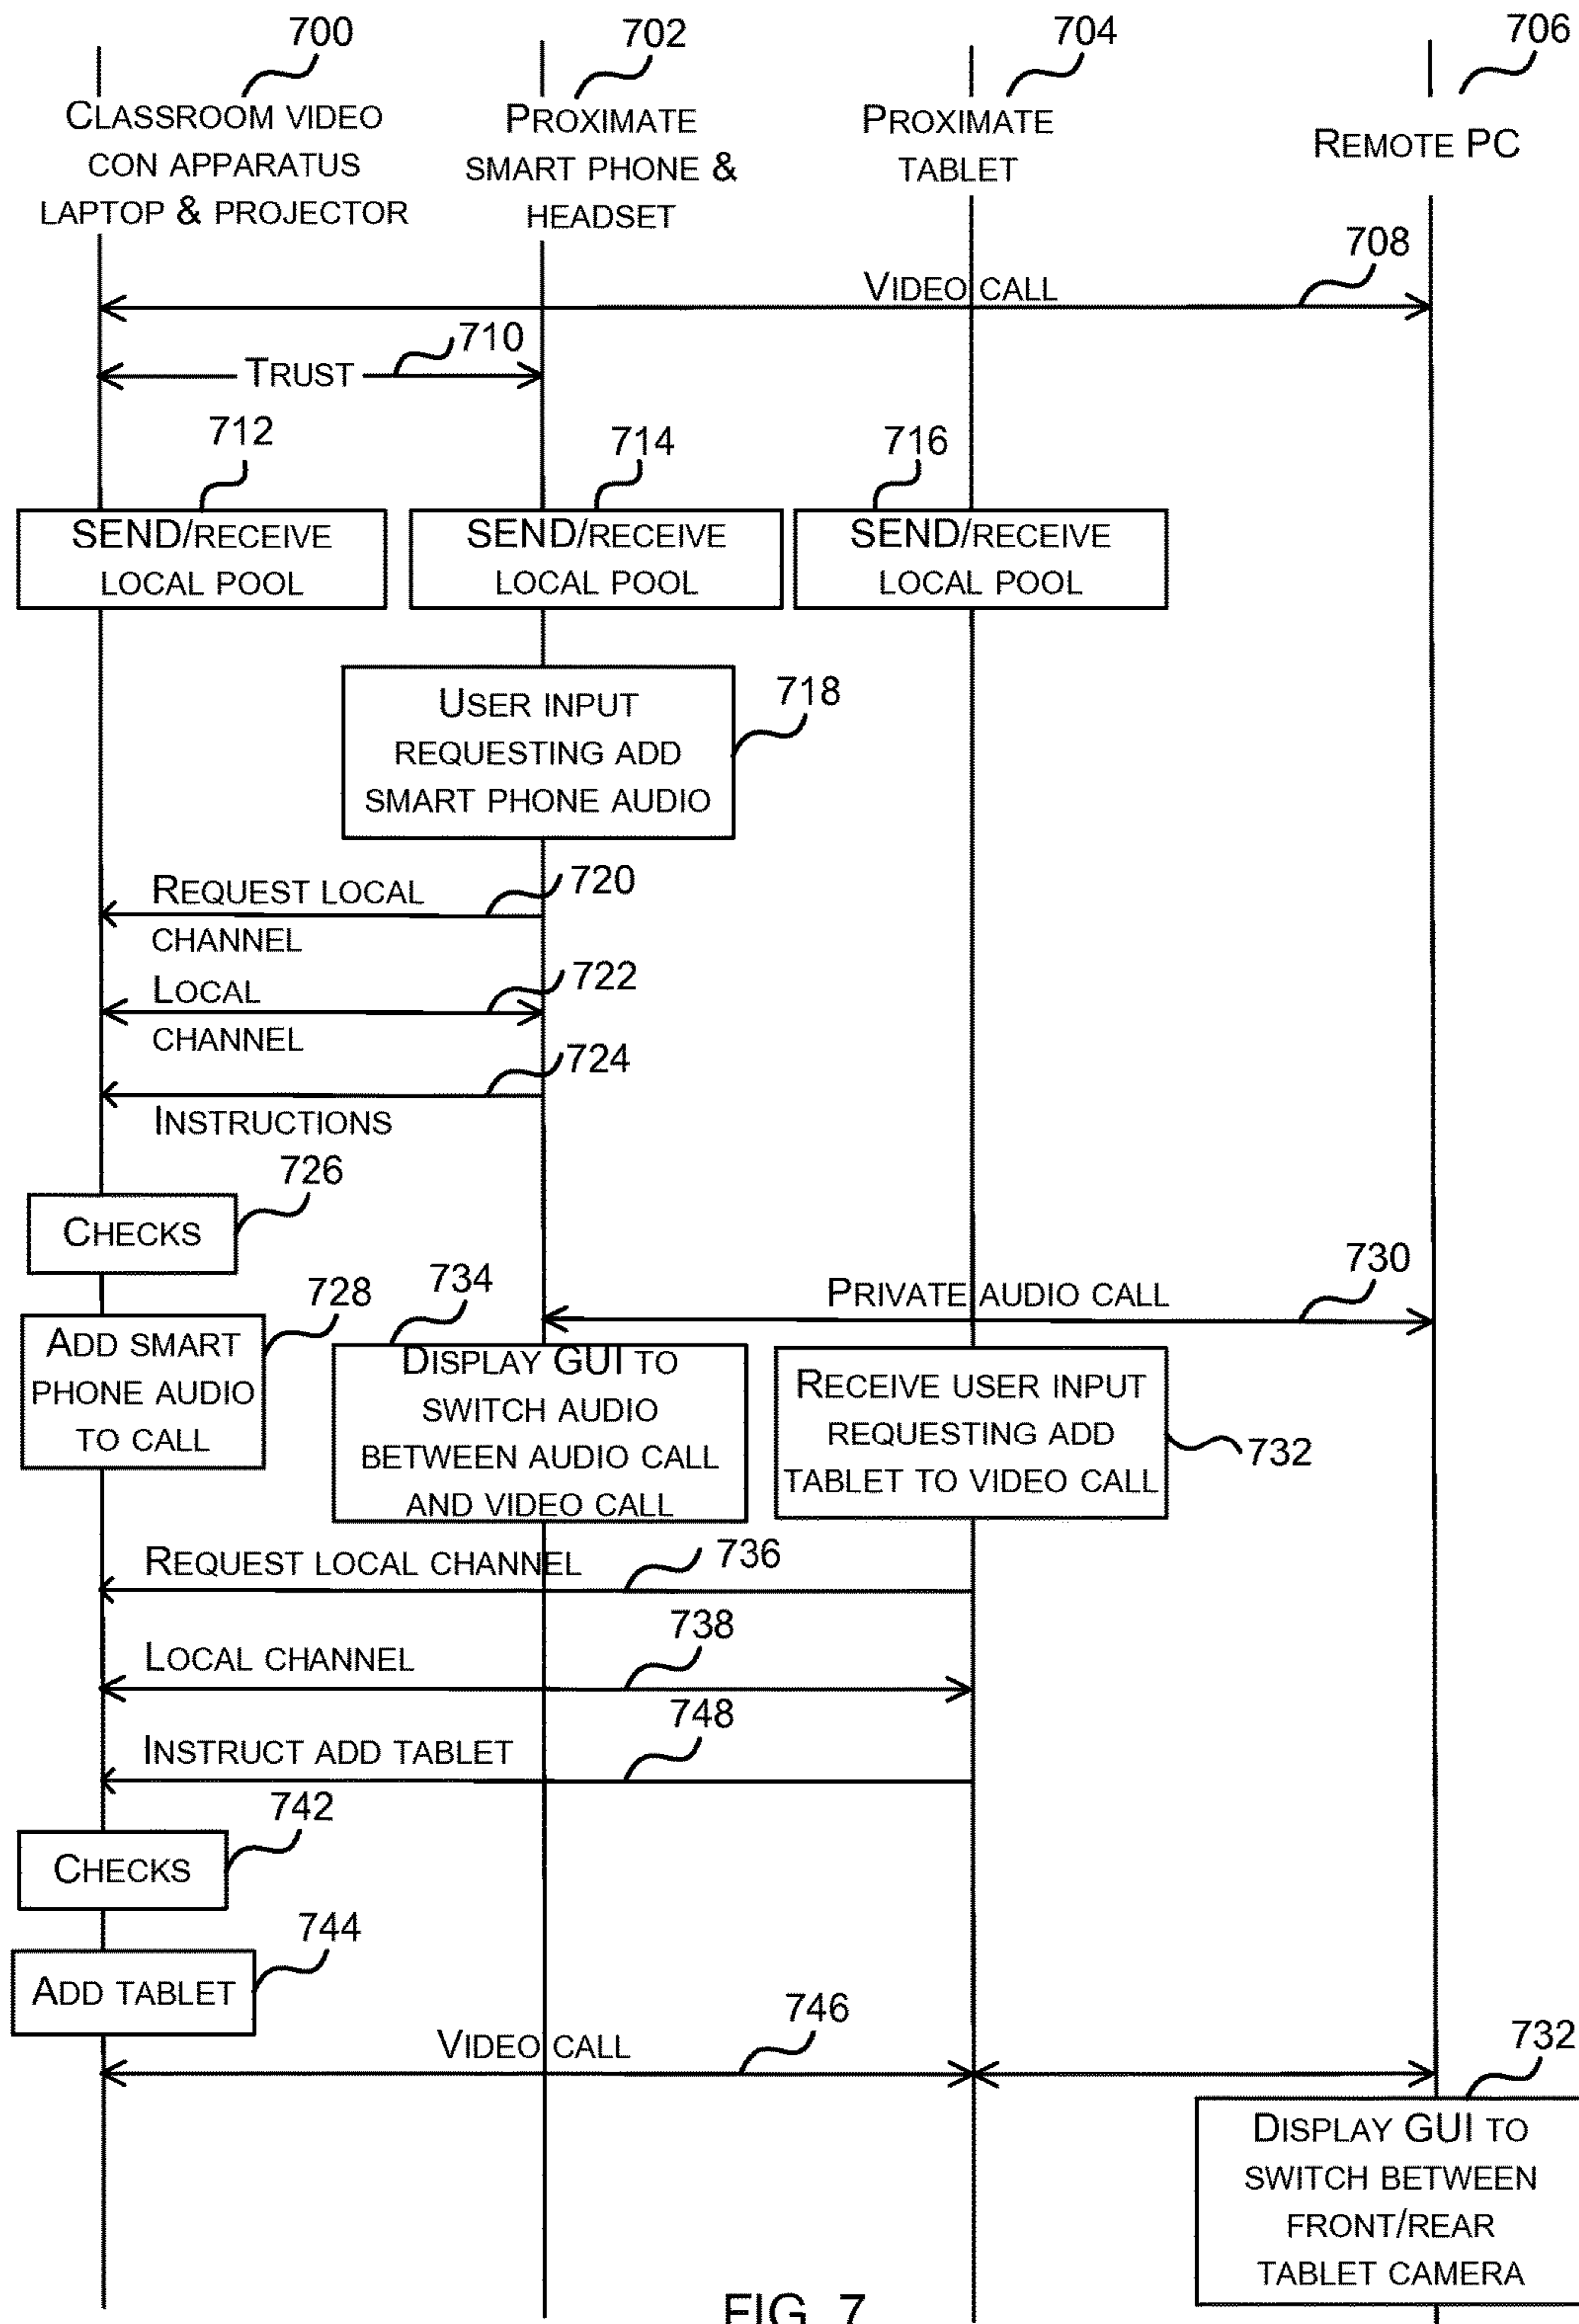 700
702
704
706
CLASSROOM VIDEO
CON APPARATUS
LAPTOP & PROJECTOR
PROXIMATE
SMART PHONE &
HEADSET
PROXIMATE
TABLET
REMOTE PC
708
VIDEO CALL
710
TRUST
712
714
716
SEND/RECEIVE
LOCAL POOL
SEND/RECEIVE
LOCAL POOL
SEND/RECEIVE
LOCAL POOL
718
USER INPUT
REQUESTING ADD
SMART PHONE AUDIO
720
REQUEST LOCAL
CHANNEL
722
LOCAL
CHANNEL
724
INSTRUCTIONS
726
CHECKS
730
PRIVATE AUDIO CALL
728
ADD SMART
PHONE AUDIO
TO CALL
734
DISPLAY GUI TO
SWITCH AUDIO
BETWEEN AUDIO CALL
AND VIDEO CALL
RECEIVE USER INPUT
REQUESTING ADD
TABLET TO VIDEO CALL
732
REQUEST LOCAL CHANNEL
736
LOCAL CHANNEL
738
INSTRUCT ADD TABLET
748
742
CHECKS
744
ADD TABLET
746
VIDEO CALL
732
DISPLAY GUI TO
SWITCH BETWEEN
FRONT/REAR
TABLET CAMERA
FIG. 7